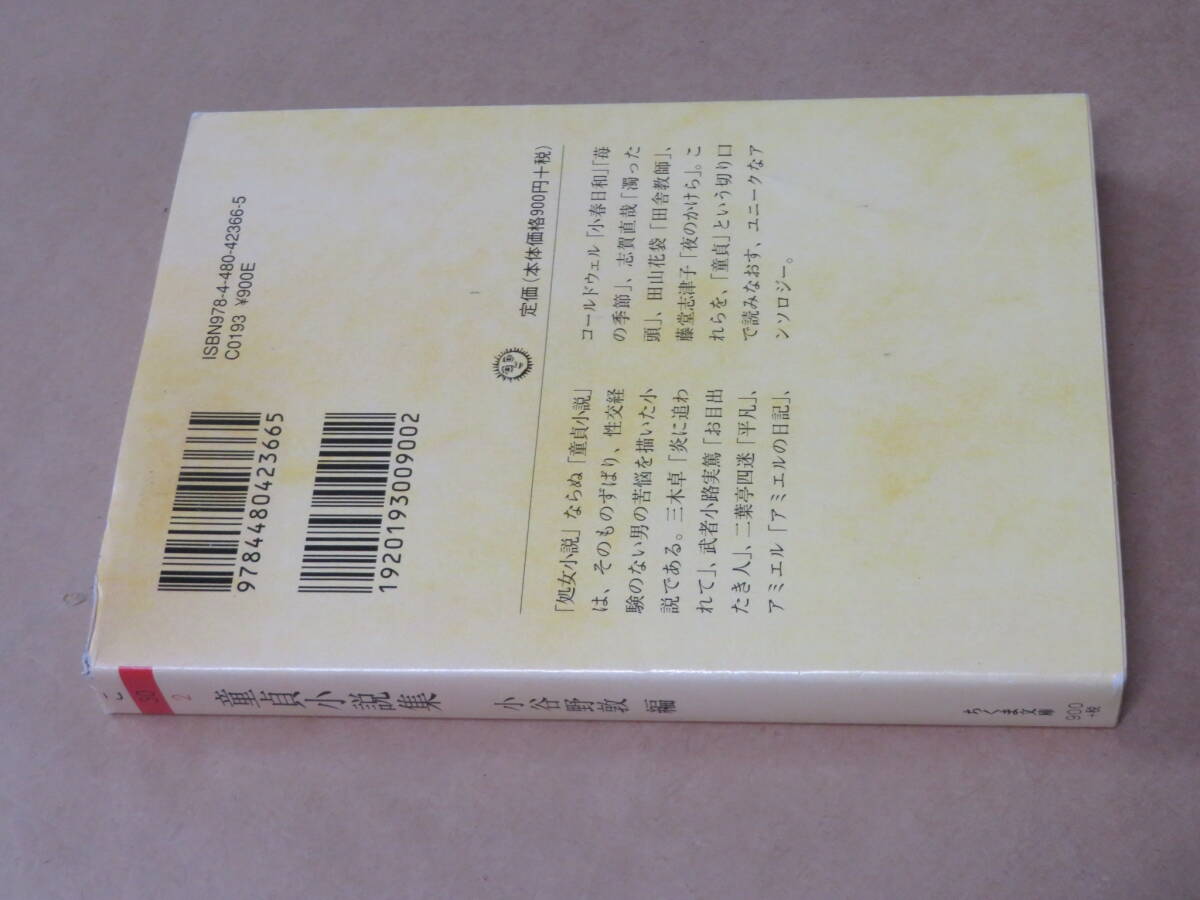 ISBN978-4-480-42366-5
C0193 ¥900E
9784480423665
1920193009002
定価(本体価格900円+税)
「処女小説」ならぬ「童貞小説」
は、そのものずばり、性交経
験のない男の苦悩を描いた小
説である。三木卓「炎に追わ
れて」、武者小路実篤「お目出
たき人」、二葉亭四迷「平凡」、
アミエル「アミエルの日記」、
コールドウェル「小春日和」「苺
の季節」、志賀直哉「濁った
頭」、田山花袋「田舎教師」、
藤堂志津子「夜のかけら」。こ
れらを、「童貞」という切り口
で読みなおす、ユニークなア
ンソロジー。
こ
30
2
童貞小説集
小谷野敦 編
ちくま文庫
900
+税